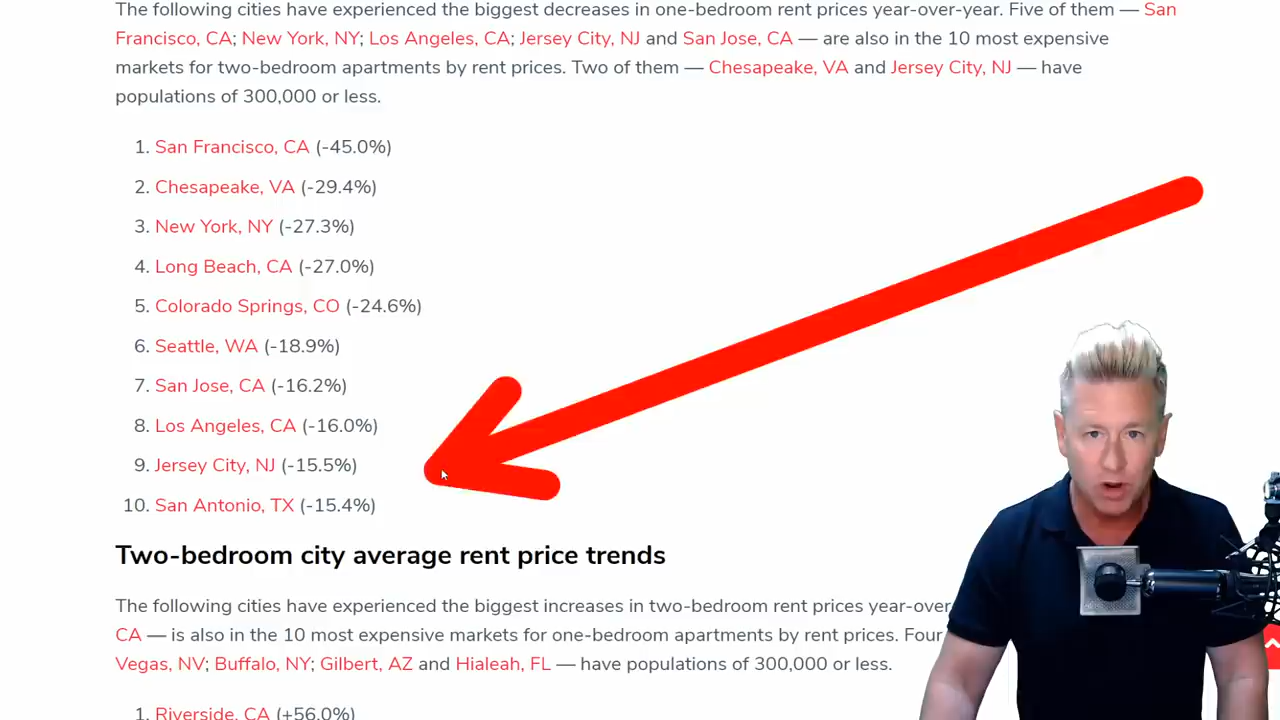 The following cities have experienced the biggest decreases in one-bedroom rent prices year-over-year. Five of them — San
Francisco, CA; New York, NY; Los Angeles, CA; Jersey City, NJ and San Jose, CA — are also in the 10 most expensive
markets for two-bedroom apartments by rent prices. Two of them — Chesapeake, VA and Jersey City, NJ — have
populations of 300,000 or less.
1. San Francisco, CA (-45.0%)
2. Chesapeake, VA (-29.4%)
3. New York, NY (-27.3%)
4. Long Beach, CA (-27.0%)
5. Colorado Springs, CO (-24.6%)
6. Seattle, WA (-18.9%)
7. San Jose, CA (-16.2%)
8. Los Angeles, CA (-16.0%)
9. Jersey City, NJ (-15.5%)
10. San Antonio, TX (-15.4%)
Two-bedroom city average rent price trends
The following cities have experienced the biggest increases in two-bedroom rent prices year-over
CA — is also in the 10 most expensive markets for one-bedroom apartments by rent prices. Four
Vegas, NV; Buffalo, NY; Gilbert, AZ and Hialeah, FL — have populations of 300,000 or less.
1. Riverside, CA (+56.0%)